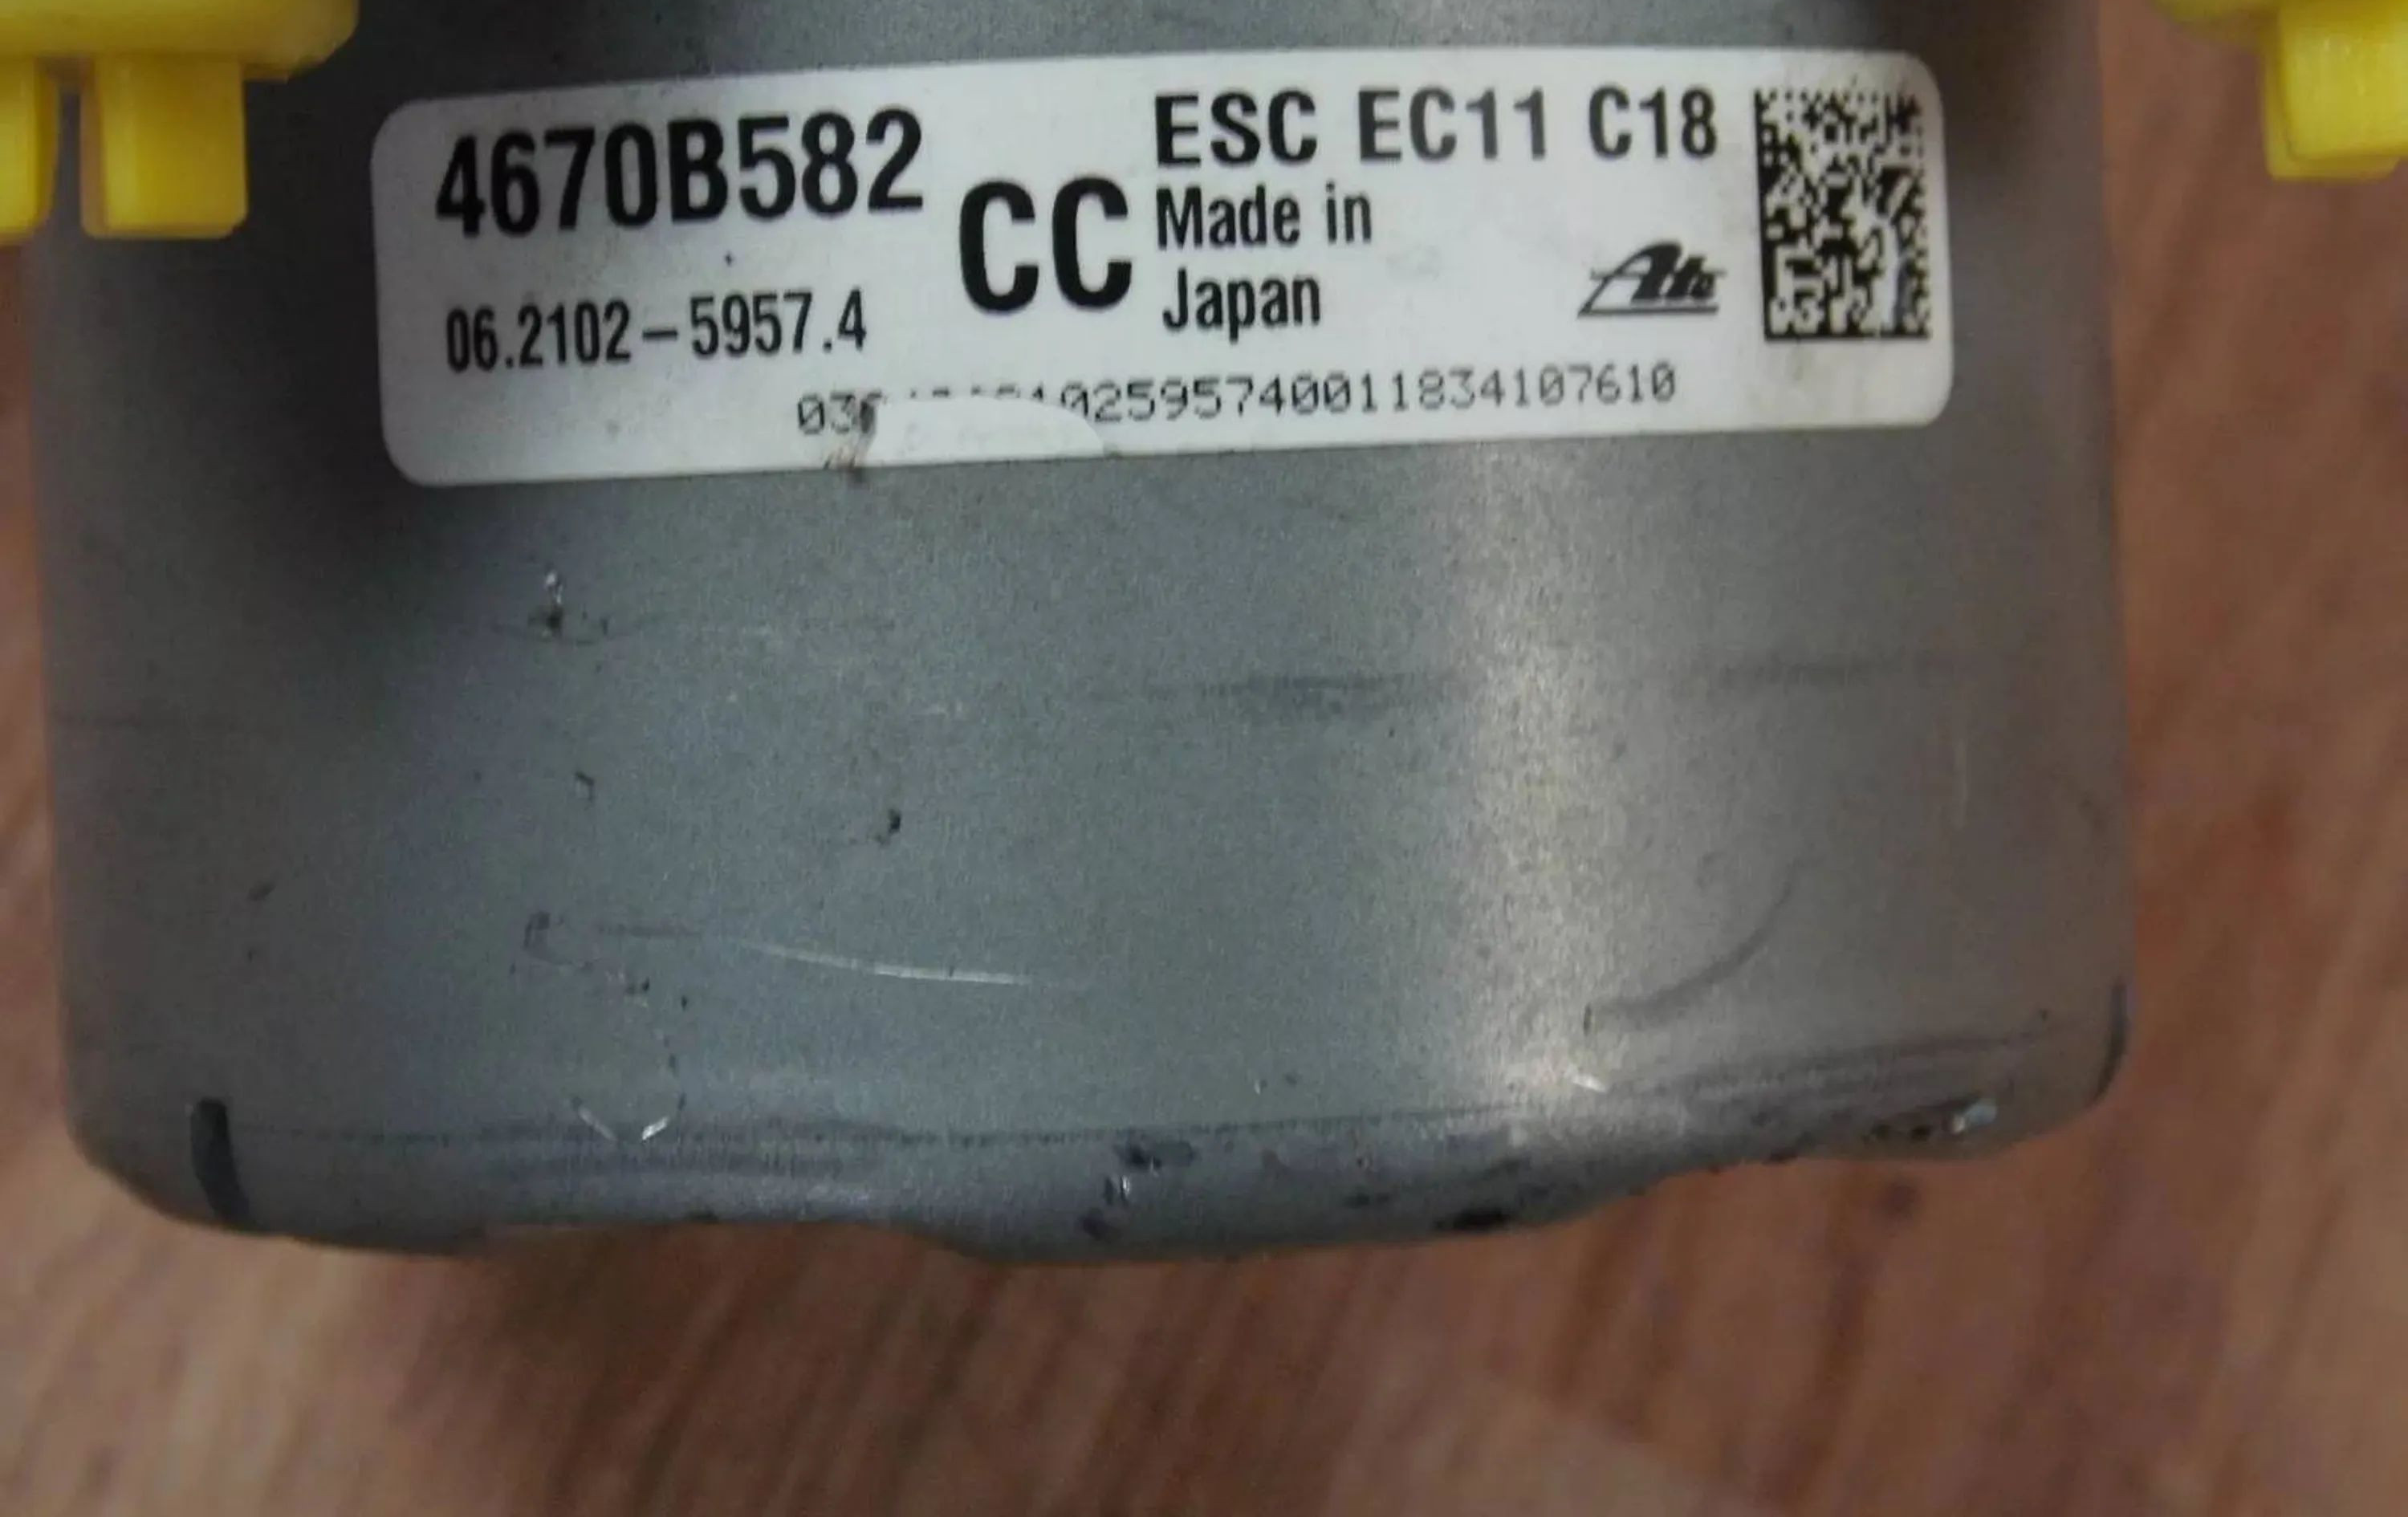 4670B582
CC
ESC EC11 C18
Made in
Japan
06.2102-5957.4
Ate